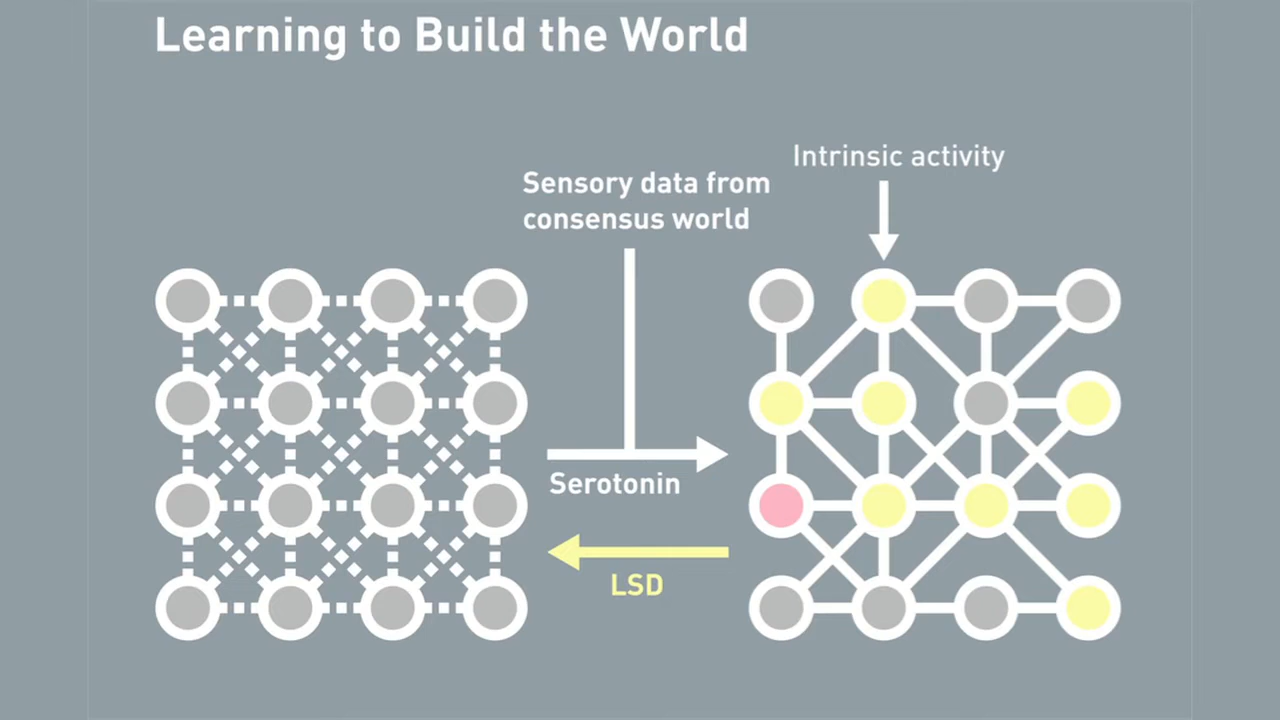 Learning to Build the World
Intrinsic activity
Sensory data from
consensus world
Serotonin
LSD